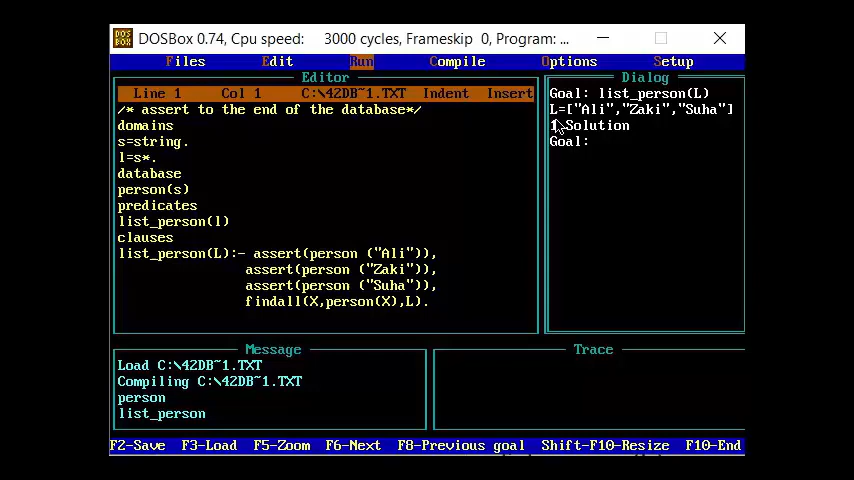 DOSBox 0.74, Cpu speed: 3000 cycles, Frameskip 0, Program: ...
Files Edit Run Compile Options Setup
Editor
Line 1 Col 1 C:\42DB~1.TXT Indent Insert
/* assert to the end of the database*/
domains
s=string.
l=s*.
database
person(s)
predicates
list_person(l)
clauses
list_person(L):- assert(person ("Ali")),
assert(person ("Zaki")),
assert(person ("Suha")),
findall(X,person(X),L).
Dialog
Goal: list_person(L)
L=["Ali","Zaki","Suha"]
1 Solution
Goal:
Message
Load C:\42DB~1.TXT
Compiling C:\42DB~1.TXT
person
list_person
Trace
F2-Save F3-Load F5-Zoom F6-Next F8-Previous goal Shift-F10-Resize F10-End